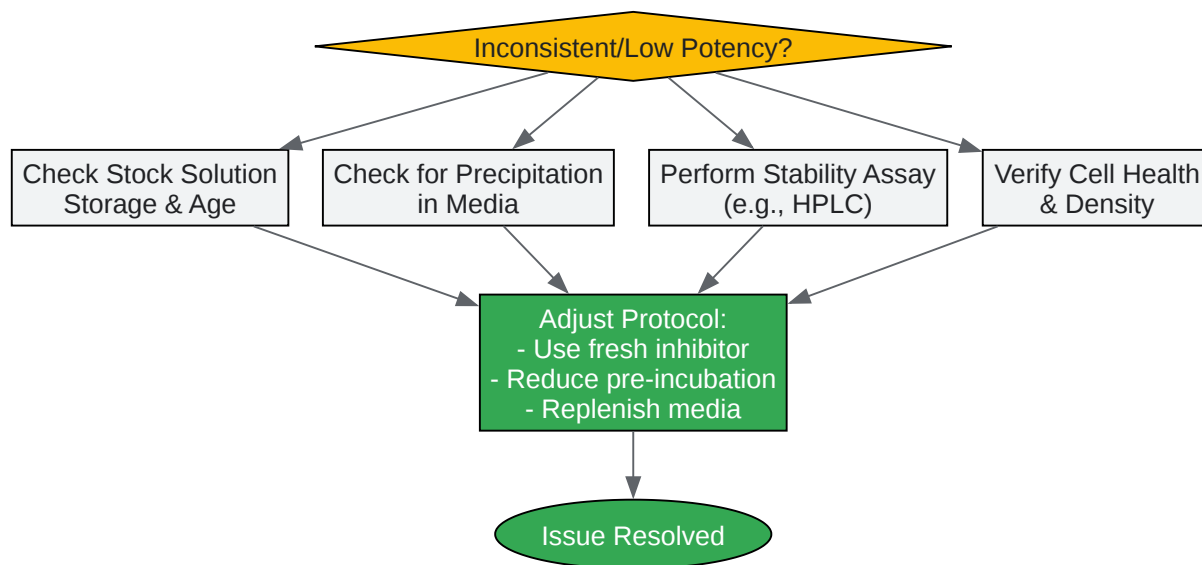 Inconsistent/Low Potency?
Check Stock Solution
Storage & Age
Check for Precipitation
in Media
Perform Stability Assay
(e.g., HPLC)
Verify Cell Health
& Density
Adjust Protocol:
- Use fresh inhibitor
- Reduce pre-incubation
- Replenish media
Issue Resolved